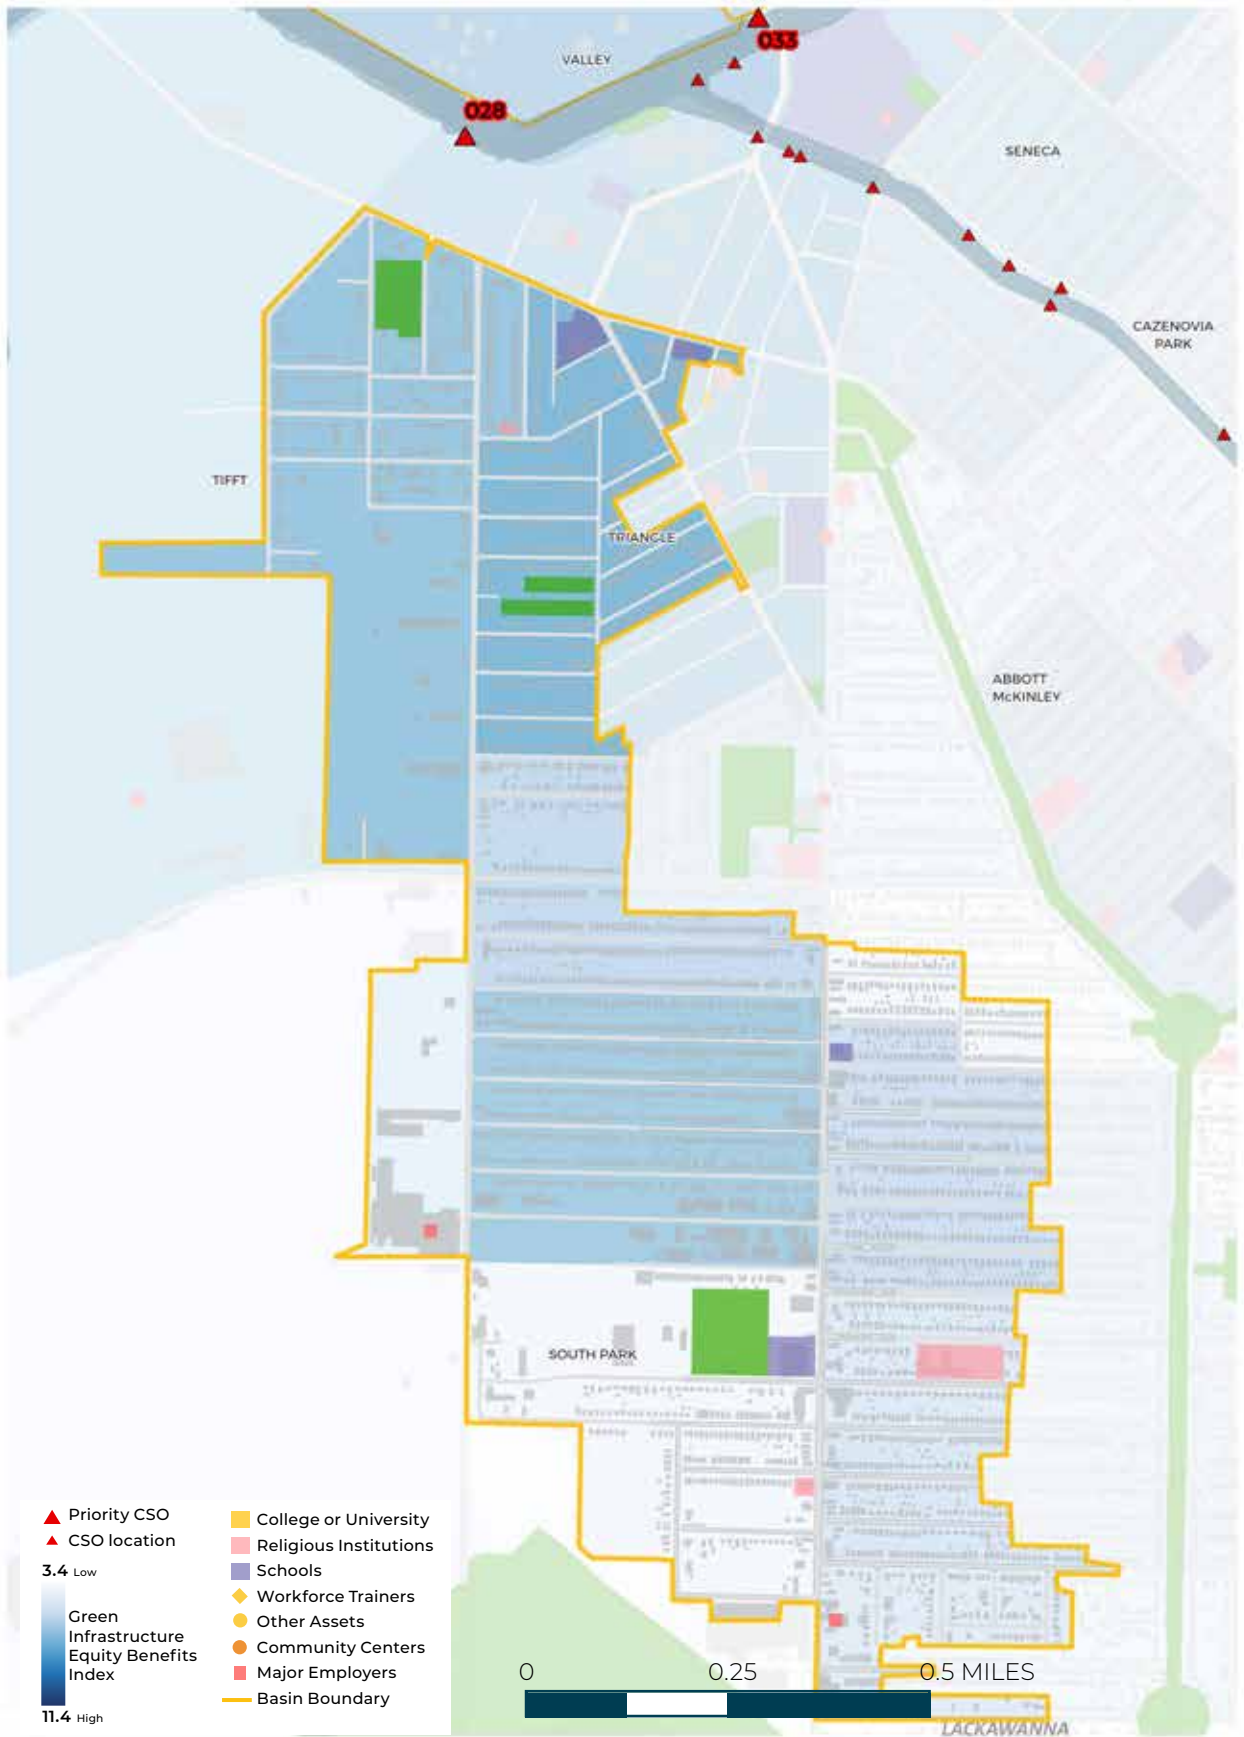 033
VALLEY
028
SENECA
CAZENOVIA
PARK
TIFFT
TRIANGLE
ABBOTT
McKINLEY
SOUTH PARK
Priority CSO
CSO location
3.4 Low
Green
Infrastructure
Equity Benefits
Index
11.4 High
College or University
Religious Institutions
Schools
Workforce Trainers
Other Assets
Community Centers
Major Employers
Basin Boundary
0 0.25 0.5 MILES
LACKAWANNA